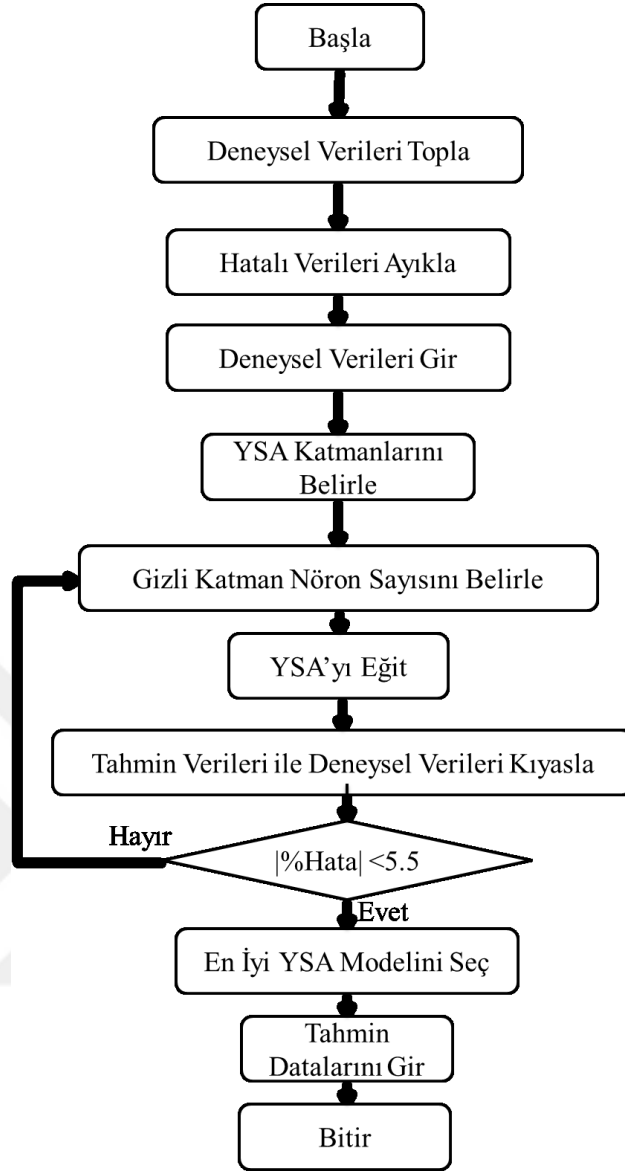 Başla
Deneysel Verileri Topla
Hatalı Verileri Ayıkla
Deneysel Verileri Gir
YSA Katmanlarını
Belirle
Gizli Katman Nöron Sayısını Belirle
YSA’yı Eğit
Tahmin Verileri ile Deneysel Verileri Kıyasla
Hayır
|%Hata| <5.5
Evet
En İyi YSA Modelini Seç
Tahmin
Datalarını Gir
Bitir